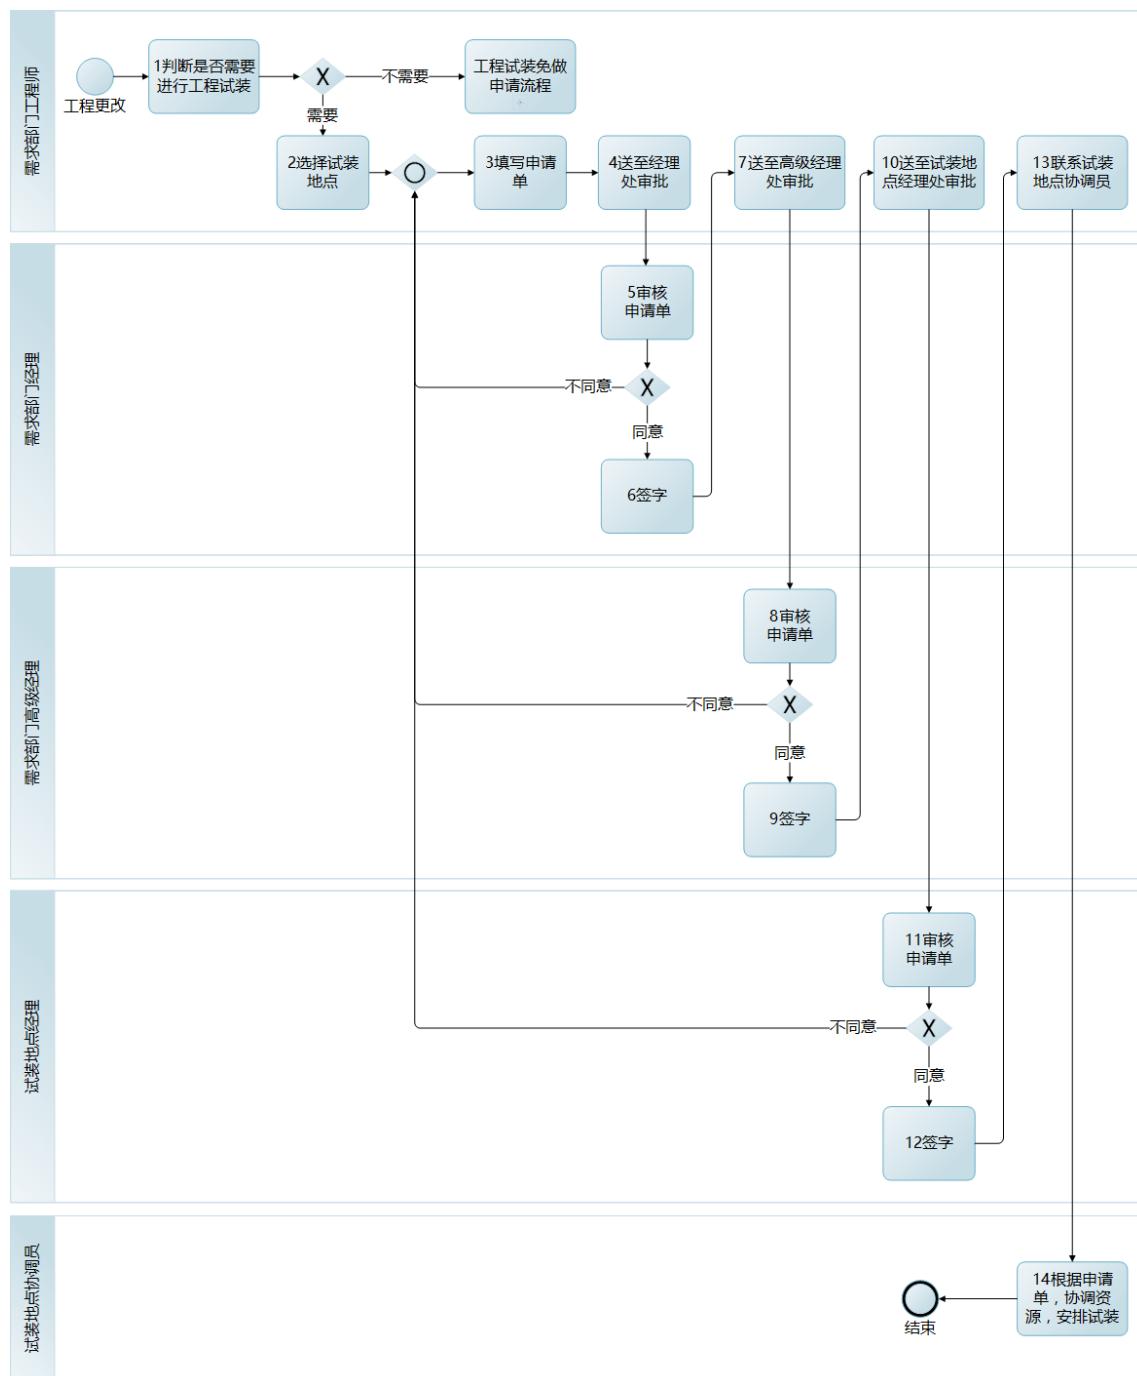 需求部门工程师
工程更改
1判断是否需要
进行工程试装
X
不需要
工程试装免做
申请流程
需要
2选择试装
地点
3填写申请
单
4送至经理
处审批
7送至高级经理
处审批
10送至试装地
点经理处审批
13联系试装
地点协调员
需求部门经理
5审核
申请单
不同意
X
同意
6签字
需求部门高级经理
8审核
申请单
不同意
X
同意
9签字
试装地点经理
11审核
申请单
不同意
X
同意
12签字
试装地点协调员
14根据申请
单，协调资
源，安排试装
结束